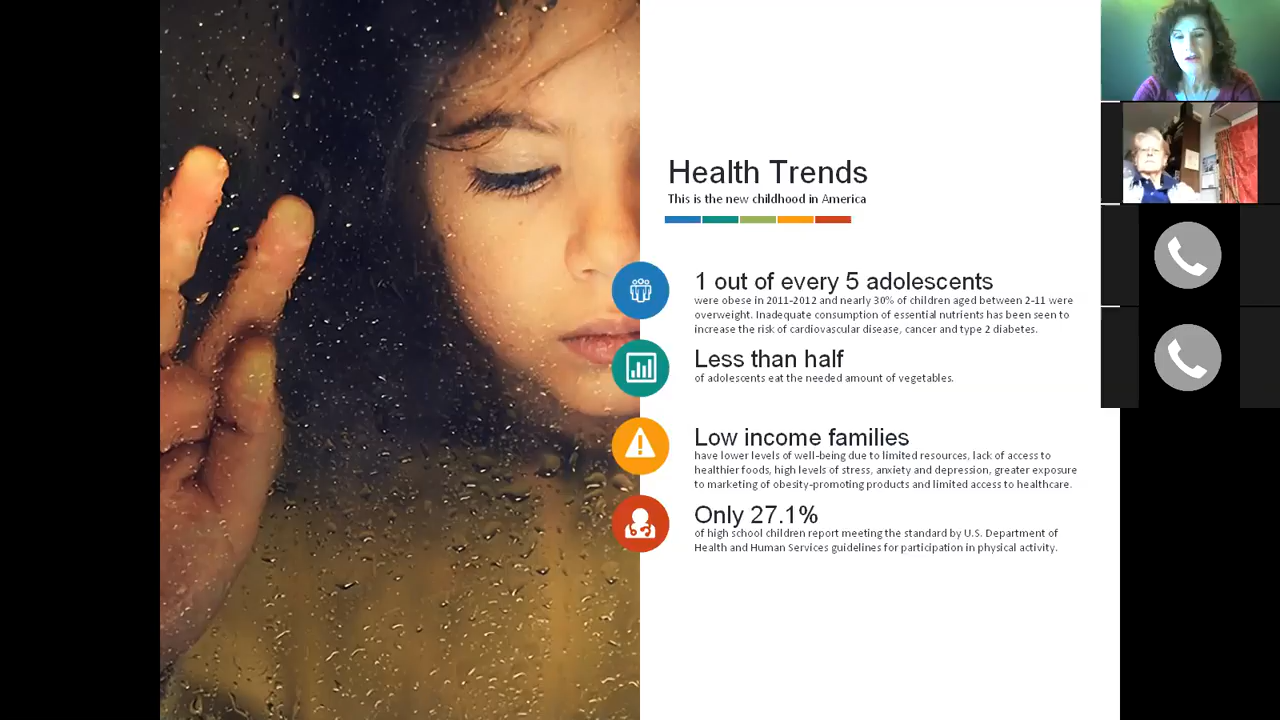 Health Trends
This is the new childhood in America
1 out of every 5 adolescents
were obese in 2011-2012 and nearly 30% of children aged between 2-11 were
overweight. Inadequate consumption of essential nutrients has been seen to
increase the risk of cardiovascular disease, cancer and type 2 diabetes.
Less than half
of adolescents eat the needed amount of vegetables.
Low income families
have lower levels of well-being due to limited resources, lack of access to
healthier foods, high levels of stress, anxiety and depression, greater exposure
to marketing of obesity-promoting products and limited access to healthcare.
Only 27.1%
of high school children report meeting the standard by U.S. Department of
Health and Human Services guidelines for participation in physical activity.